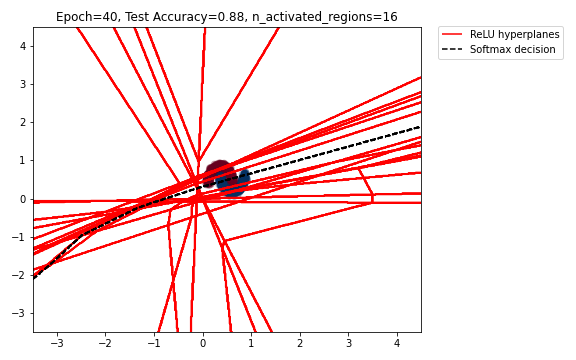 Epoch=40, Test Accuracy=0.88, n_activated_regions=16
ReLU hyperplanes
Softmax decision
4
3
2
1
0
−1
−2
−3
−3 −2 −1 0 1 2 3 4